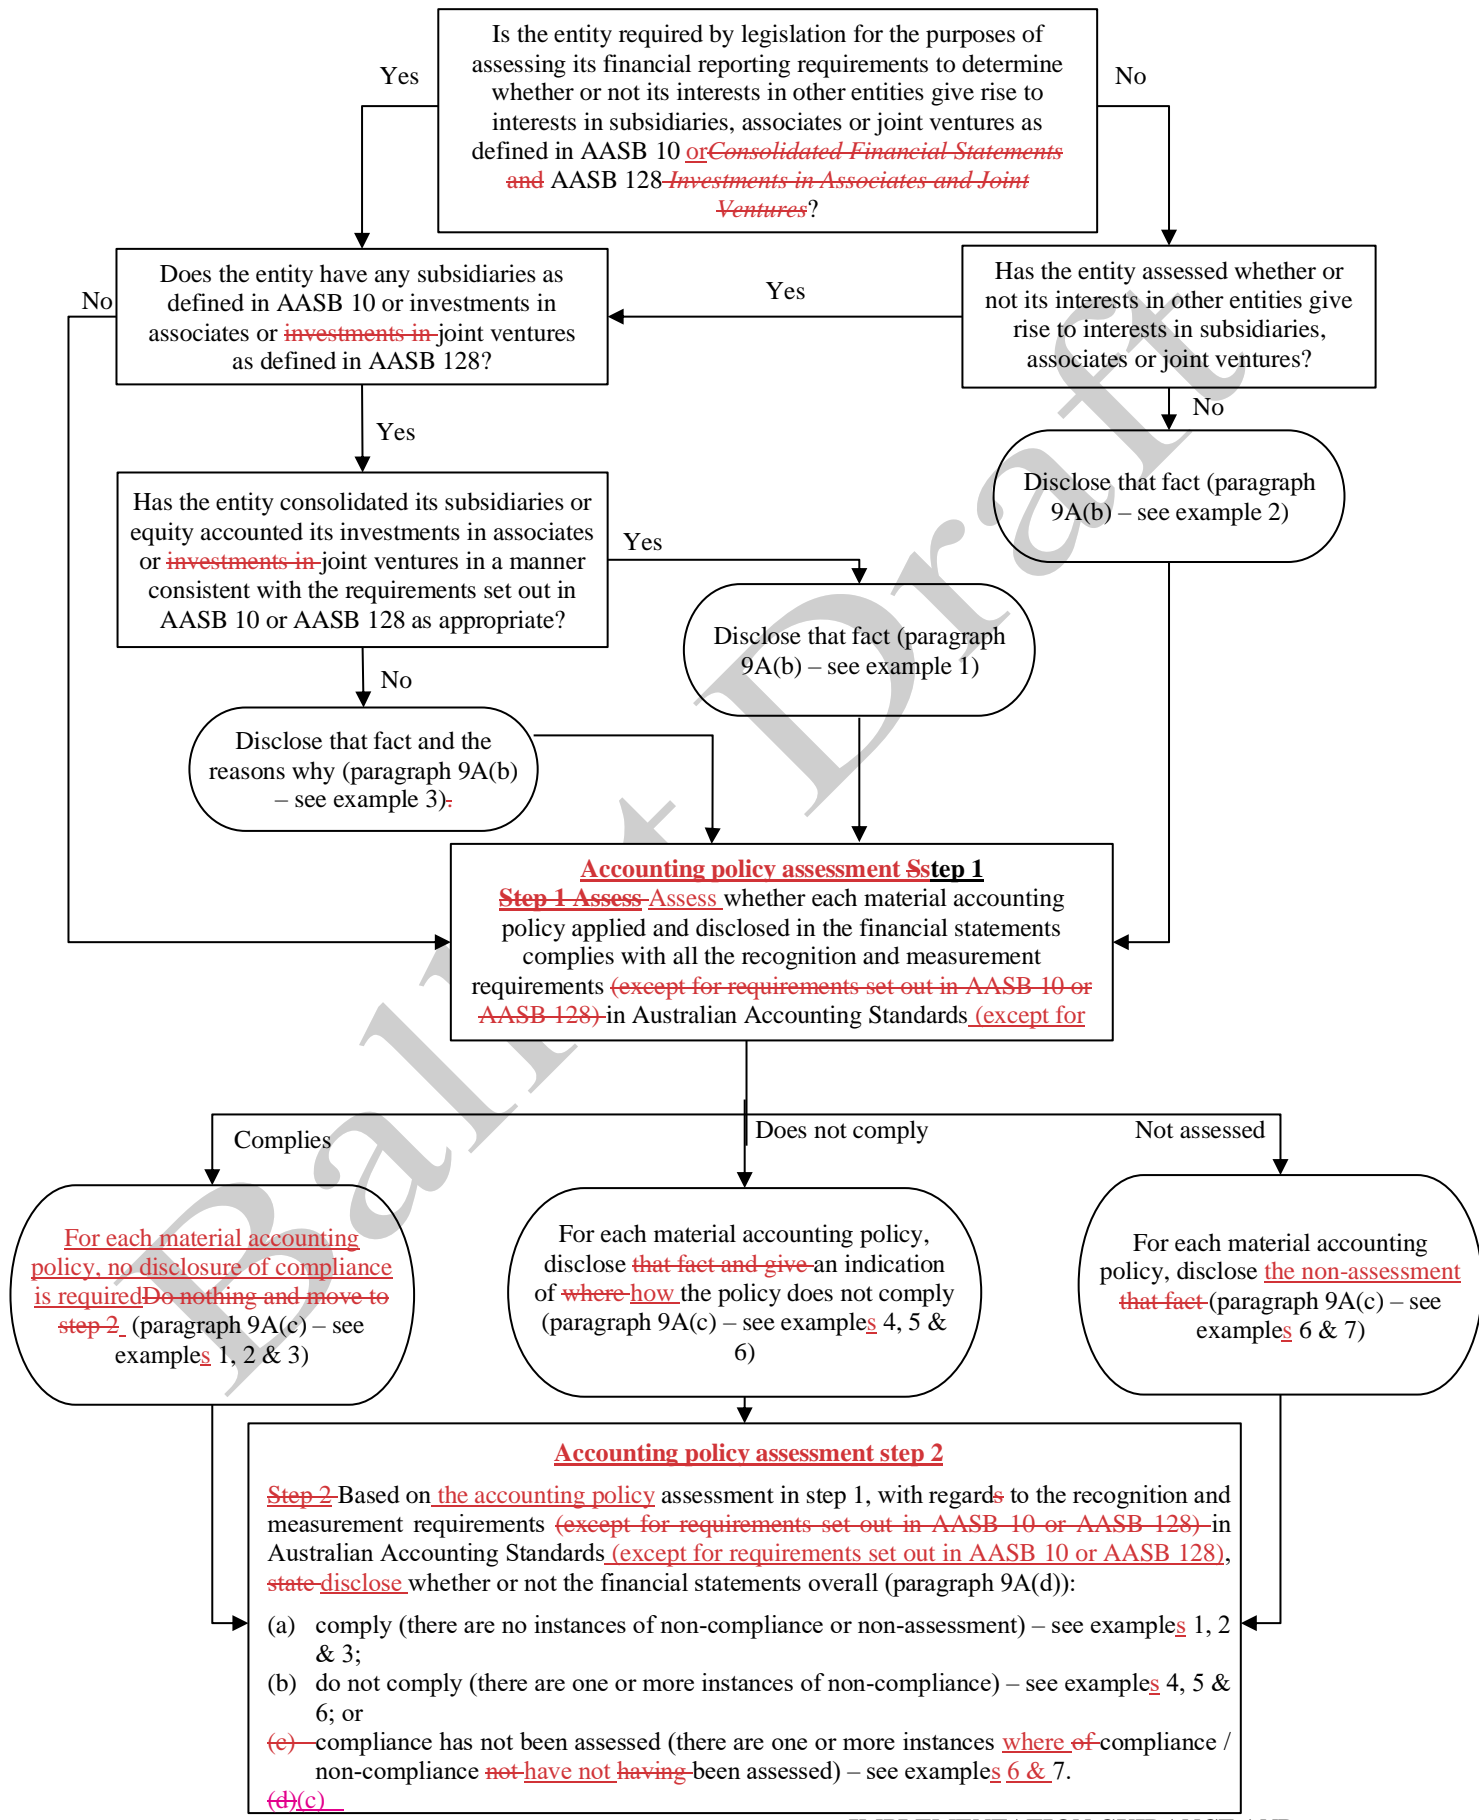 Is the entity required by legislation for the purposes of
assessing its financial reporting requirements to determine
whether or not its interests in other entities give rise to
interests in subsidiaries, associates or joint ventures as
defined in AASB 10 orConsolidated Financial Statements
and AASB 128 Investments in Associates and Joint
Ventures?
Yes
No
Does the entity have any subsidiaries as
defined in AASB 10 or investments in
associates or investments in joint ventures
as defined in AASB 128?
No
Yes
Has the entity assessed whether or
not its interests in other entities give
rise to interests in subsidiaries,
associates or joint ventures?
Yes
No
Disclose that fact (paragraph
9A(b) – see example 2)
Has the entity consolidated its subsidiaries or
equity accounted its investments in associates
or investments in joint ventures in a manner
consistent with the requirements set out in
AASB 10 or AASB 128 as appropriate?
Yes
Disclose that fact (paragraph
9A(b) – see example 1)
No
Disclose that fact and the
reasons why (paragraph 9A(b)
– see example 3).
Accounting policy assessment Sstep 1
Step 1 Assess Assess whether each material accounting
policy applied and disclosed in the financial statements
complies with all the recognition and measurement
requirements (except for requirements set out in AASB 10 or
AASB 128) in Australian Accounting Standards (except for
Complies
Does not comply
Not assessed
For each material accounting
policy, no disclosure of compliance
is requiredDo nothing and move to
step 2 (paragraph 9A(c) – see
examples 1, 2 & 3)
For each material accounting policy,
disclose that fact and give an indication
of where how the policy does not comply
(paragraph 9A(c) – see examples 4, 5 &
6)
For each material accounting
policy, disclose the non-assessment
that fact (paragraph 9A(c) – see
examples 6 & 7)
Accounting policy assessment step 2
Step 2 Based on the accounting policy assessment in step 1, with regards to the recognition and
measurement requirements (except for requirements set out in AASB 10 or AASB 128) in
Australian Accounting Standards (except for requirements set out in AASB 10 or AASB 128),
state disclose whether or not the financial statements overall (paragraph 9A(d)):
(a) comply (there are no instances of non-compliance or non-assessment) – see examples 1, 2
& 3;
(b) do not comply (there are one or more instances of non-compliance) – see examples 4, 5 &
6; or
(c) compliance has not been assessed (there are one or more instances where of compliance /
non-compliance not have not having been assessed) – see examples 6 & 7.
(d)(c)
Ballot Draft